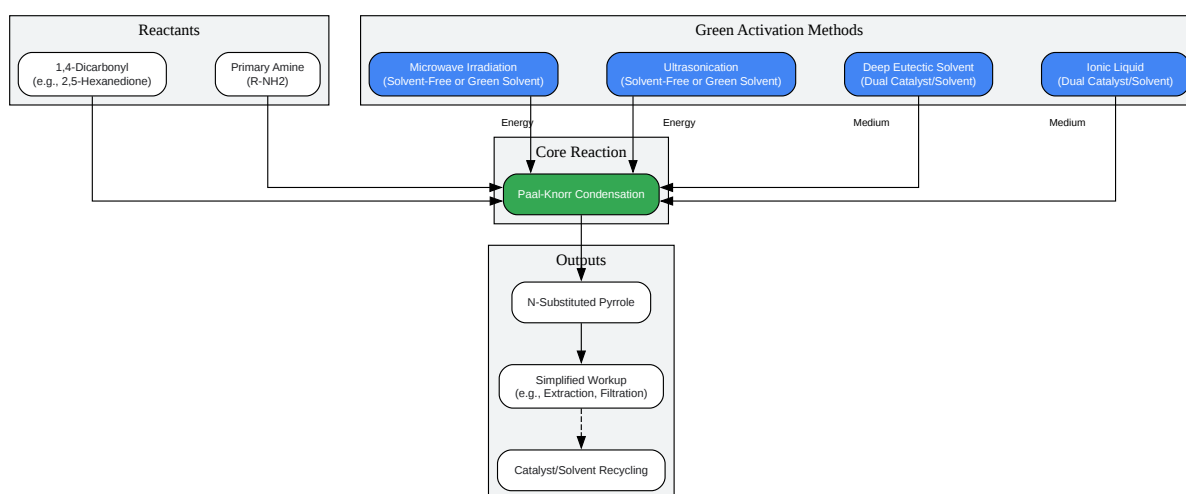 Reactants
Green Activation Methods
1,4-Dicarbonyl
(e.g., 2,5-Hexanedione)
Primary Amine
(R-NH2)
Microwave Irradiation
(Solvent-Free or Green Solvent)
Ultrasonication
(Solvent-Free or Green Solvent)
Deep Eutectic Solvent
(Dual Catalyst/Solvent)
Ionic Liquid
(Dual Catalyst/Solvent)
Energy
Energy
Medium
Medium
Core Reaction
Paal-Knorr Condensation
Outputs
N-Substituted Pyrrole
Simplified Workup
(e.g., Extraction, Filtration)
Catalyst/Solvent Recycling